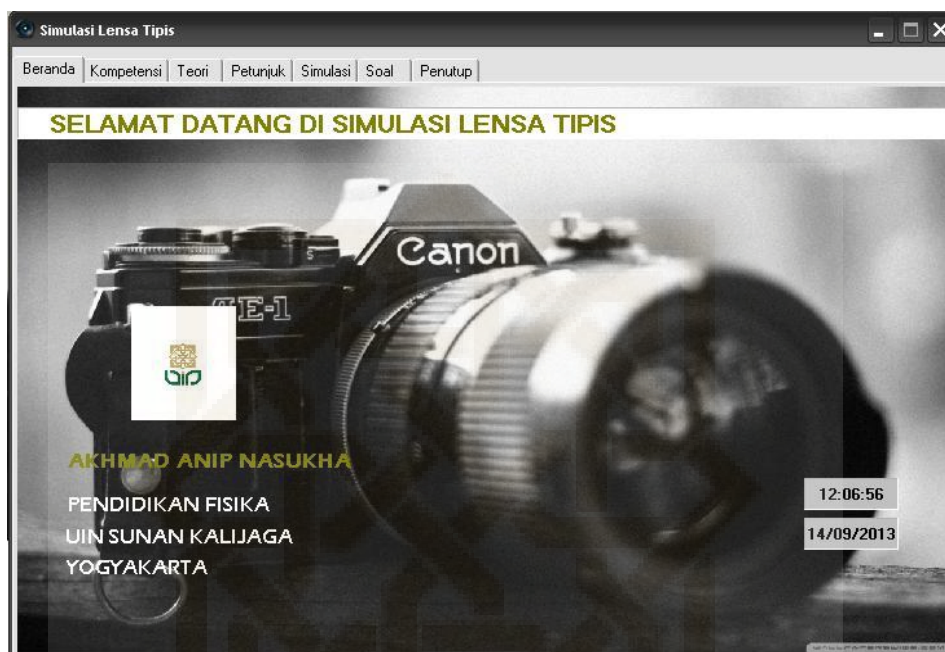 Simulasi Lensa Tipis
Beranda Kompetensi Teori Petunjuk Simulasi Soal Penutup
SELAMAT DATANG DI SIMULASI LENSA TIPIS
Canon
AE-1
uin
AKHMAD ANIP NASUKHA
PENDIDIKAN FISIKA
UIN SUNAN KALIJAGA
YOGYAKARTA
12:06:56
14/09/2013